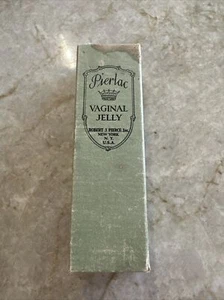 Pierlac
VAGINAL
JELLY
ROBERT J. PIERCE, Inc.
NEW YORK
N. Y.
U.S.A.